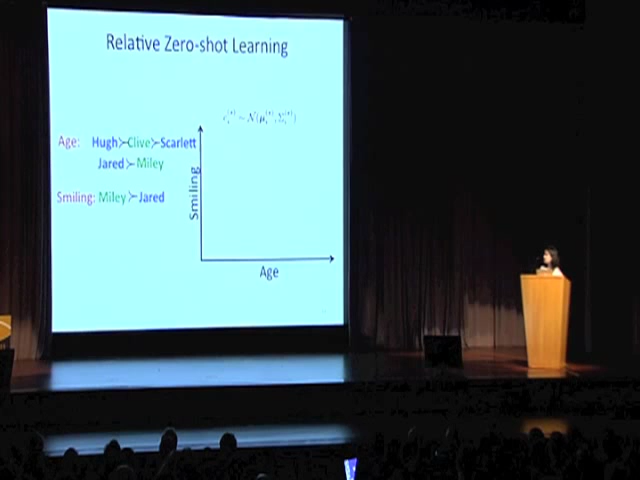 Relative Zero-shot Learning
Age: Hugh≻Clive≻Scarlett
Jared≻Miley
Smiling: Miley≻Jared
Smiling
Age